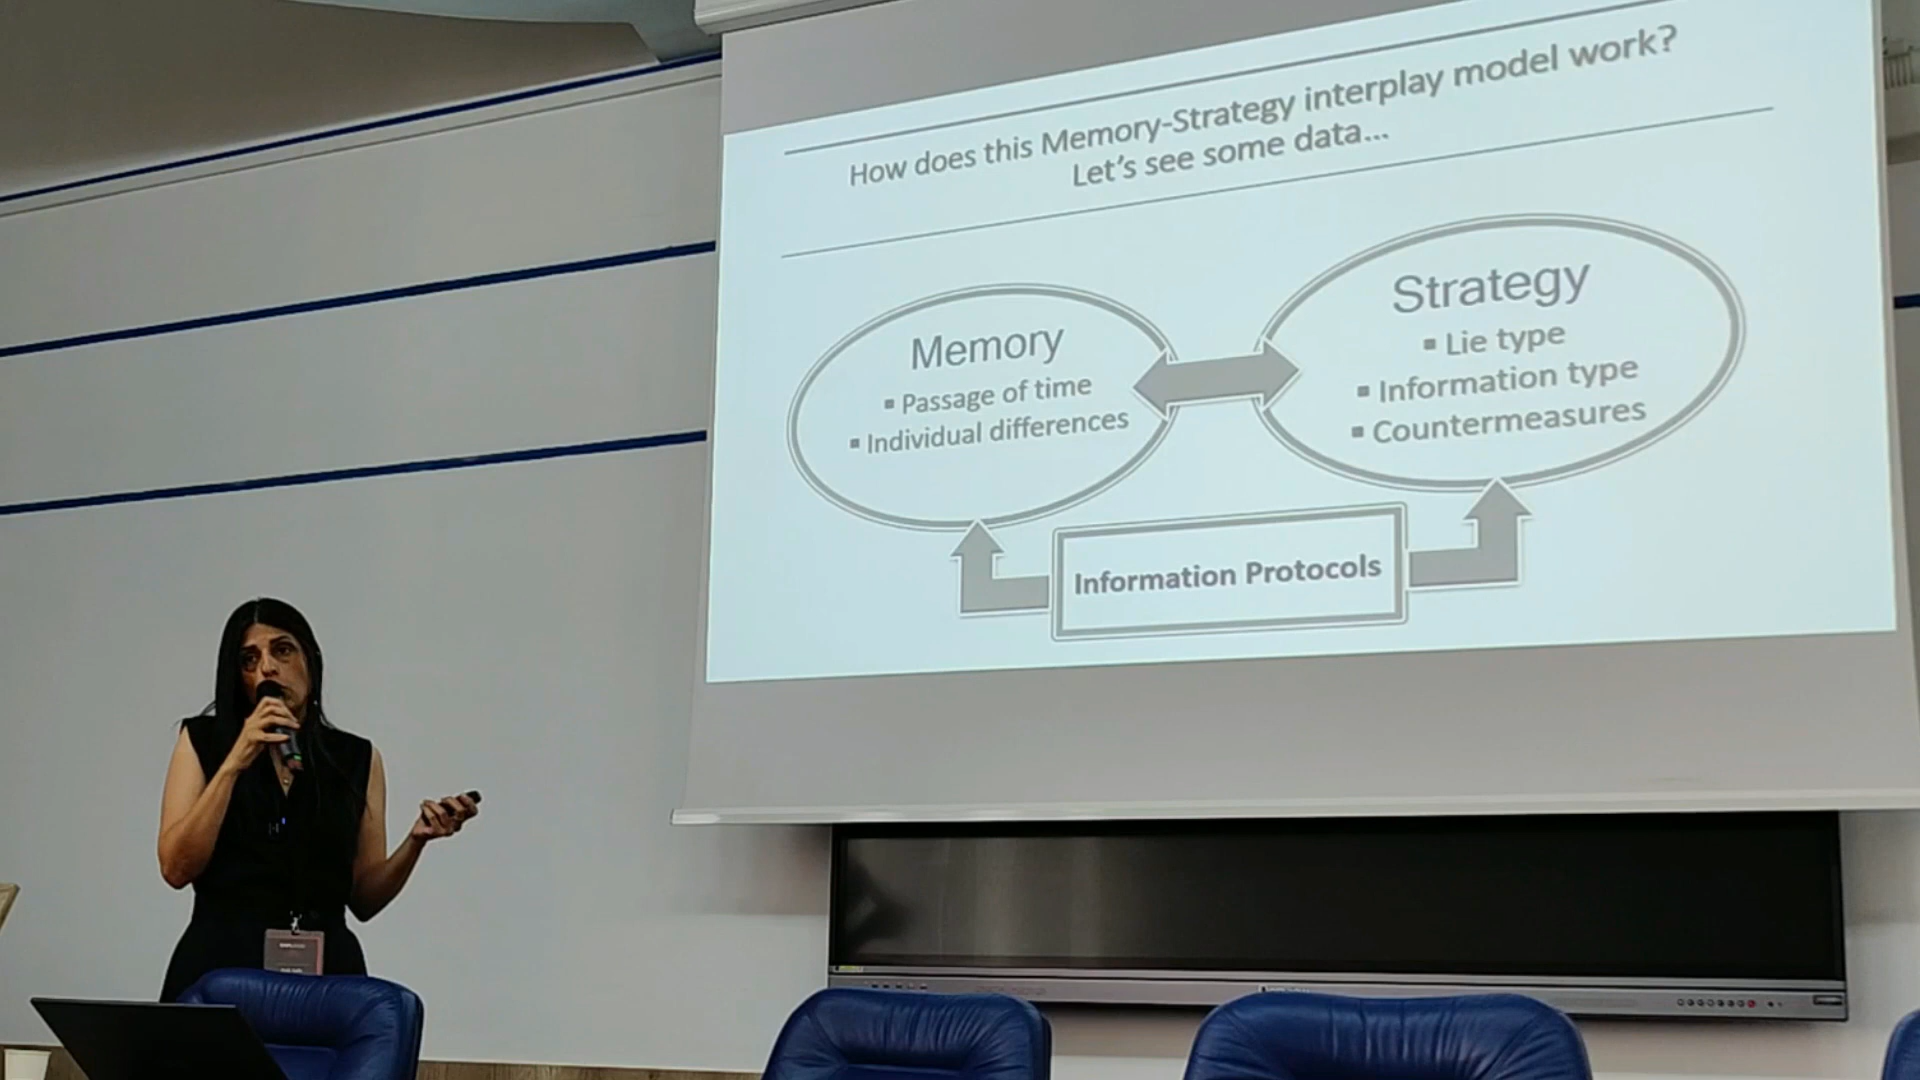 How does this Memory-Strategy interplay model work?
Let's see some data...
Memory
▪ Passage of time
▪ Individual differences
Strategy
▪ Lie type
▪ Information type
▪ Countermeasures
Information Protocols